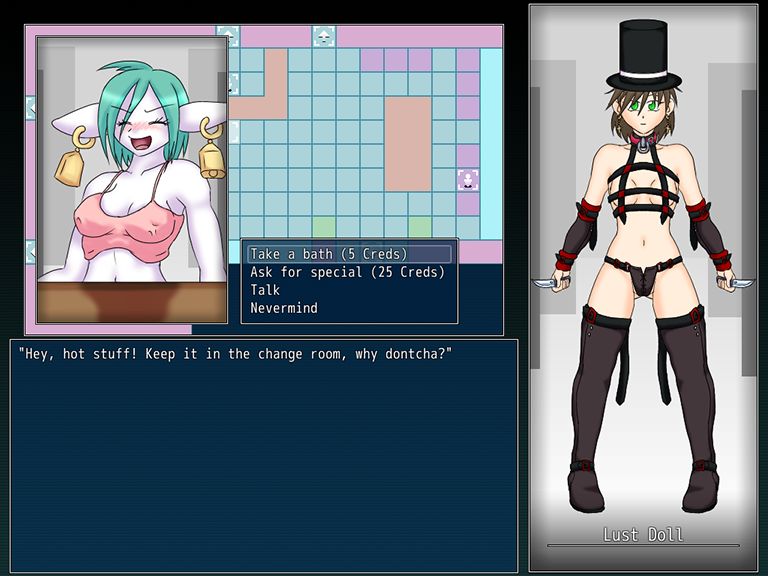 Take a bath (5 Creds)
Ask for special (25 Creds)
Talk
Nevermind
"Hey, hot stuff! Keep it in the change room, why dontcha?"
Lust Doll